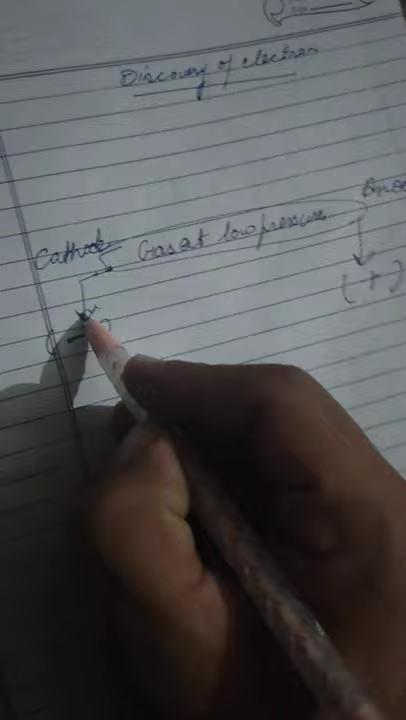 Discovery of electron
Cathode Gas at low pressure
(-) (+)